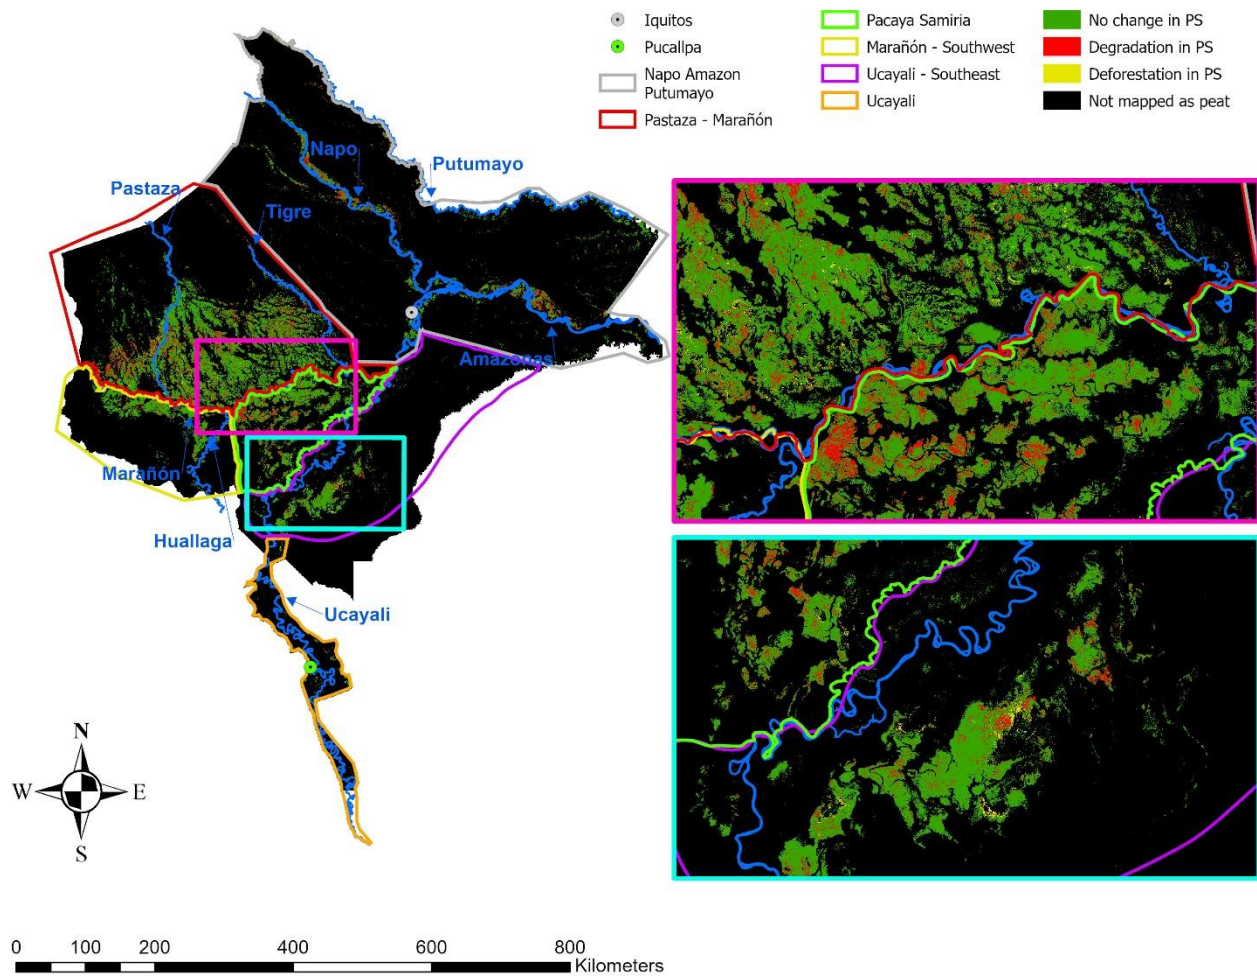 Iquitos
Pucallpa
Napo Amazon
Putumayo
Pastaza - Marañón
Pacaya Samiria
Marañón - Southwest
Ucayali - Southeast
Ucayali
No change in PS
Degradation in PS
Deforestation in PS
Not mapped as peat
Napo
Putumayo
Pastaza
Tigre
Amazonas
Marañón
Huallaga
Ucayali
N
W
E
S
0 100 200 400 600 800
Kilometers